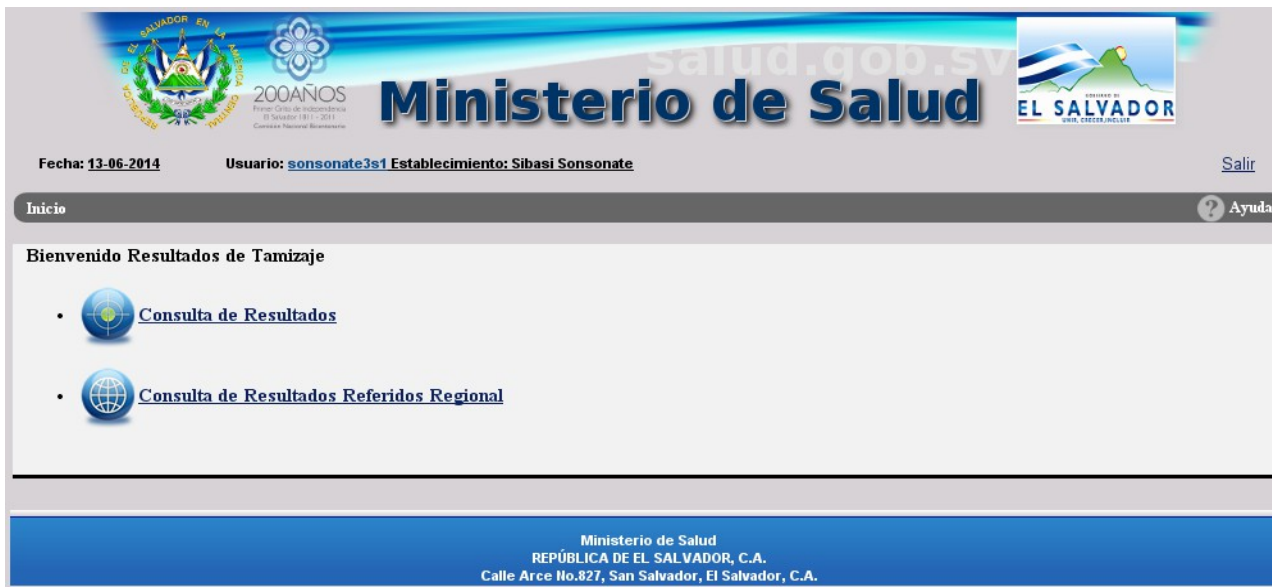 REPÚBLICA DE EL SALVADOR EN LA AMÉRICA CENTRAL
200AÑOS
Primer Grito de Independencia
El Salvador 1811 - 2011
Comisión Nacional Bicentenario
salud.gob.sv
Ministerio de Salud
GOBIERNO DE
EL SALVADOR
UNIR, CRECER, INCLUIR
Fecha: 13-06-2014 Usuario: sonsonate3s1 Establecimiento: Sibasi Sonsonate Salir
Inicio ? Ayuda
Bienvenido Resultados de Tamizaje
• Consulta de Resultados
• Consulta de Resultados Referidos Regional
Ministerio de Salud
REPÚBLICA DE EL SALVADOR, C.A.
Calle Arce No.827, San Salvador, El Salvador, C.A.